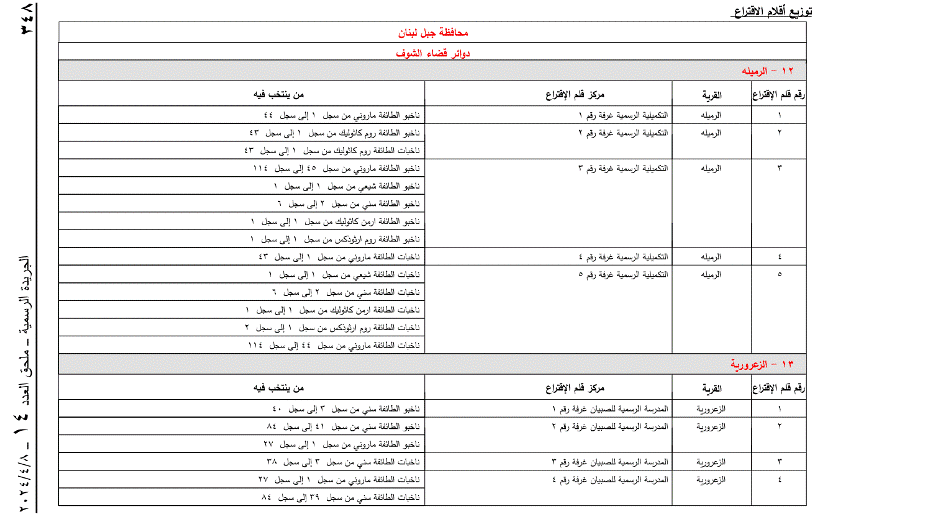 توزيع أقلام الاقتراع
٣٤٨
محافظة جبل لبنان
دوائر قضاء الشوف
١٢ - الرميله
رقم قلم الإقتراع القرية مركز قلم الإقتراع من ينتخب فيه
١ الرميله التكميلية الرسمية غرفة رقم ١ ناخبو الطائفة ماروني من سجل ١ إلى سجل ٤٤
٢ الرميله التكميلية الرسمية غرفة رقم ٢ ناخبو الطائفة روم كاثوليك من سجل ١ إلى سجل ٤٣
ناخبات الطائفة روم كاثوليك من سجل ١ إلى سجل ٤٣
٣ الرميله التكميلية الرسمية غرفة رقم ٣ ناخبو الطائفة ماروني من سجل ٤٥ إلى سجل ١١٤
ناخبو الطائفة شيعي من سجل ١ إلى سجل ١
ناخبو الطائفة سني من سجل ٢ إلى سجل ٦
ناخبو الطائفة ارمن كاثوليك من سجل ١ إلى سجل ١
ناخبو الطائفة روم ارثوذكس من سجل ١ إلى سجل ١
٤ الرميله التكميلية الرسمية غرفة رقم ٤ ناخبات الطائفة ماروني من سجل ١ إلى سجل ٤٣
٥ الرميله التكميلية الرسمية غرفة رقم ٥ ناخبات الطائفة شيعي من سجل ١ إلى سجل ١
ناخبات الطائفة سني من سجل ٢ إلى سجل ٦
ناخبات الطائفة ارمن كاثوليك من سجل ١ إلى سجل ١
ناخبات الطائفة روم ارثوذكس من سجل ١ إلى سجل ٢
ناخبات الطائفة ماروني من سجل ٤٤ إلى سجل ١١٤
١٣ - الزعرورية
رقم قلم الإقتراع القرية مركز قلم الإقتراع من ينتخب فيه
١ الزعرورية المدرسة الرسمية للصبيان غرفة رقم ١ ناخبو الطائفة سني من سجل ٣ إلى سجل ٤٠
٢ الزعرورية المدرسة الرسمية للصبيان غرفة رقم ٢ ناخبو الطائفة سني من سجل ٤١ إلى سجل ٨٤
ناخبو الطائفة ماروني من سجل ١ إلى سجل ٢٧
٣ الزعرورية المدرسة الرسمية للصبيان غرفة رقم ٣ ناخبات الطائفة سني من سجل ٣ إلى سجل ٣٨
٤ الزعرورية المدرسة الرسمية للصبيان غرفة رقم ٤ ناخبات الطائفة ماروني من سجل ١ إلى سجل ٢٧
ناخبات الطائفة سني من سجل ٣٩ إلى سجل ٨٤
الجريدة الرسمية - ملحق العدد ١٤ - ٢٠٢٤/٤/٨